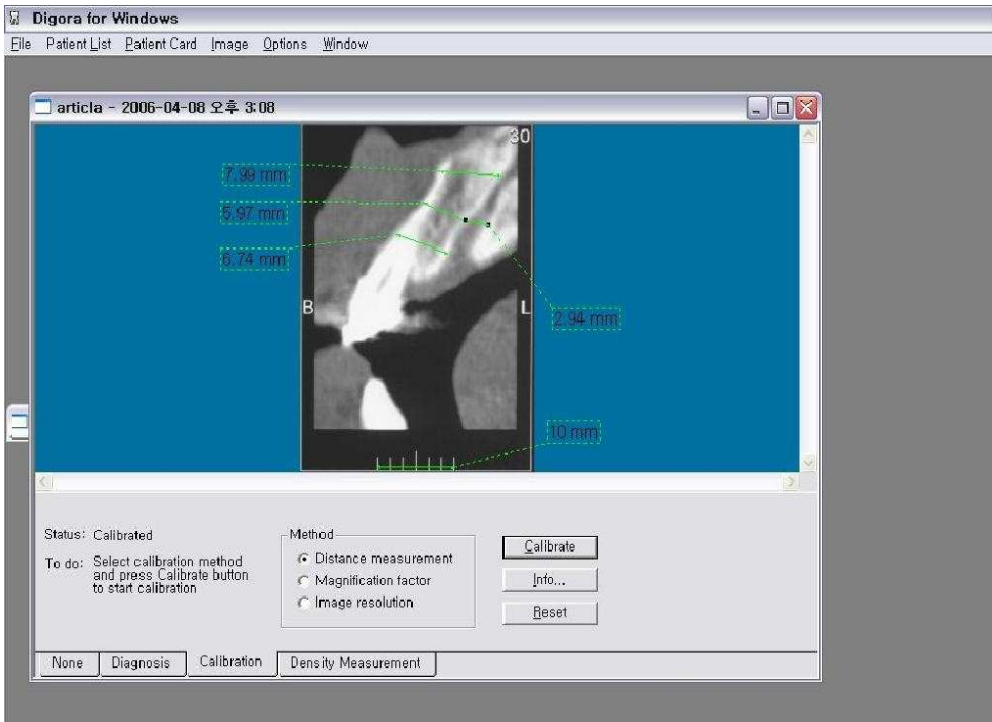 Digora for Windows
File Patient List Patient Card Image Options Window
articla - 2006-04-08 오후 3:08
30
7.99 mm
5.97 mm
6.74 mm
B
L
2.94 mm
10 mm
Status: Calibrated
To do: Select calibration method
and press Calibrate button
to start calibration
Method
Distance measurement
Magnification factor
Image resolution
Calibrate
Info...
Reset
None Diagnosis Calibration Density Measurement